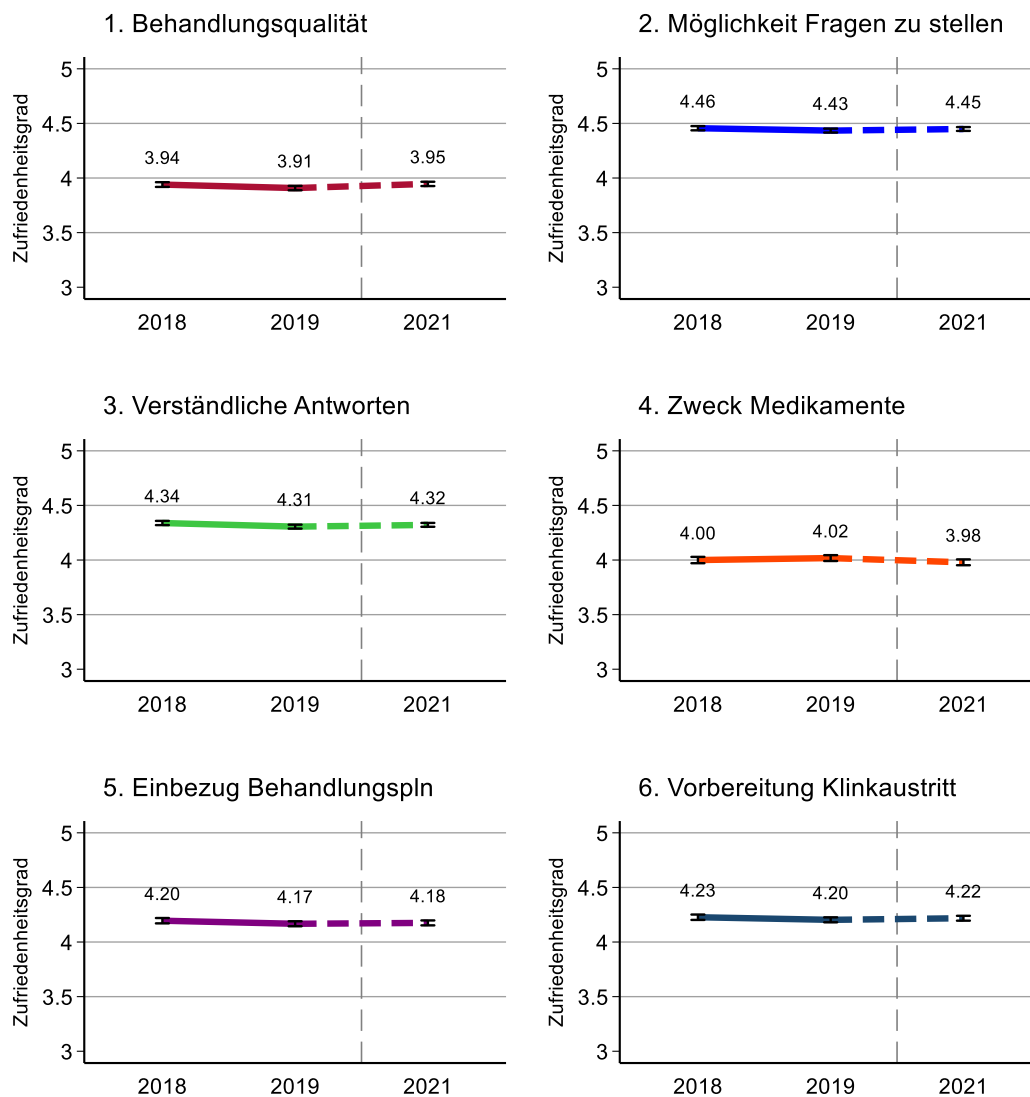 1. Behandlungsqualität
5
4.5
4
3.5
3
Zufriedenheitsgrad
3.94
3.91
3.95
2018 2019 2021
2. Möglichkeit Fragen zu stellen
5
4.5
4
3.5
3
Zufriedenheitsgrad
4.46
4.43
4.45
2018 2019 2021
3. Verständliche Antworten
5
4.5
4
3.5
3
Zufriedenheitsgrad
4.34
4.31
4.32
2018 2019 2021
4. Zweck Medikamente
5
4.5
4
3.5
3
Zufriedenheitsgrad
4.00
4.02
3.98
2018 2019 2021
5. Einbezug Behandlungspln
5
4.5
4
3.5
3
Zufriedenheitsgrad
4.20
4.17
4.18
2018 2019 2021
6. Vorbereitung Klinkaustritt
5
4.5
4
3.5
3
Zufriedenheitsgrad
4.23
4.20
4.22
2018 2019 2021